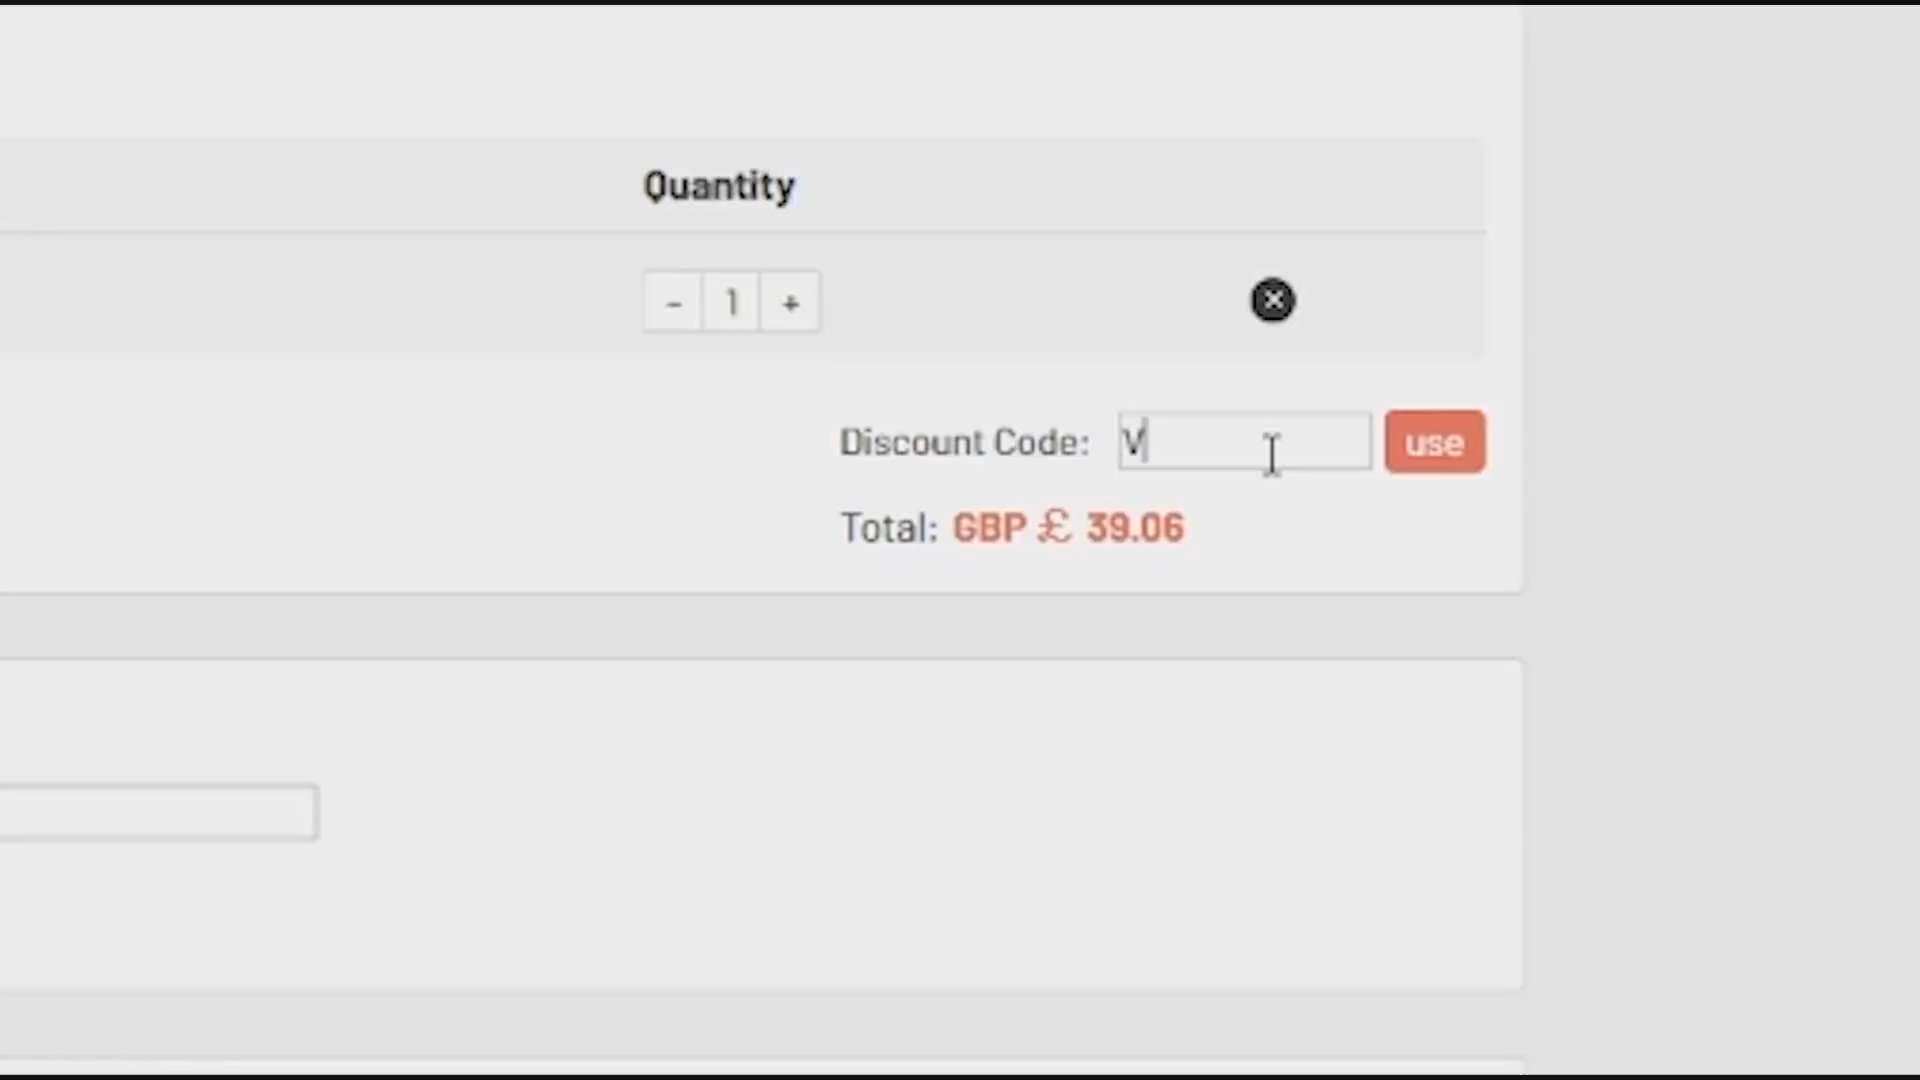 Quantity
- 1 +
Discount Code: V use
Total: GBP £ 39.06